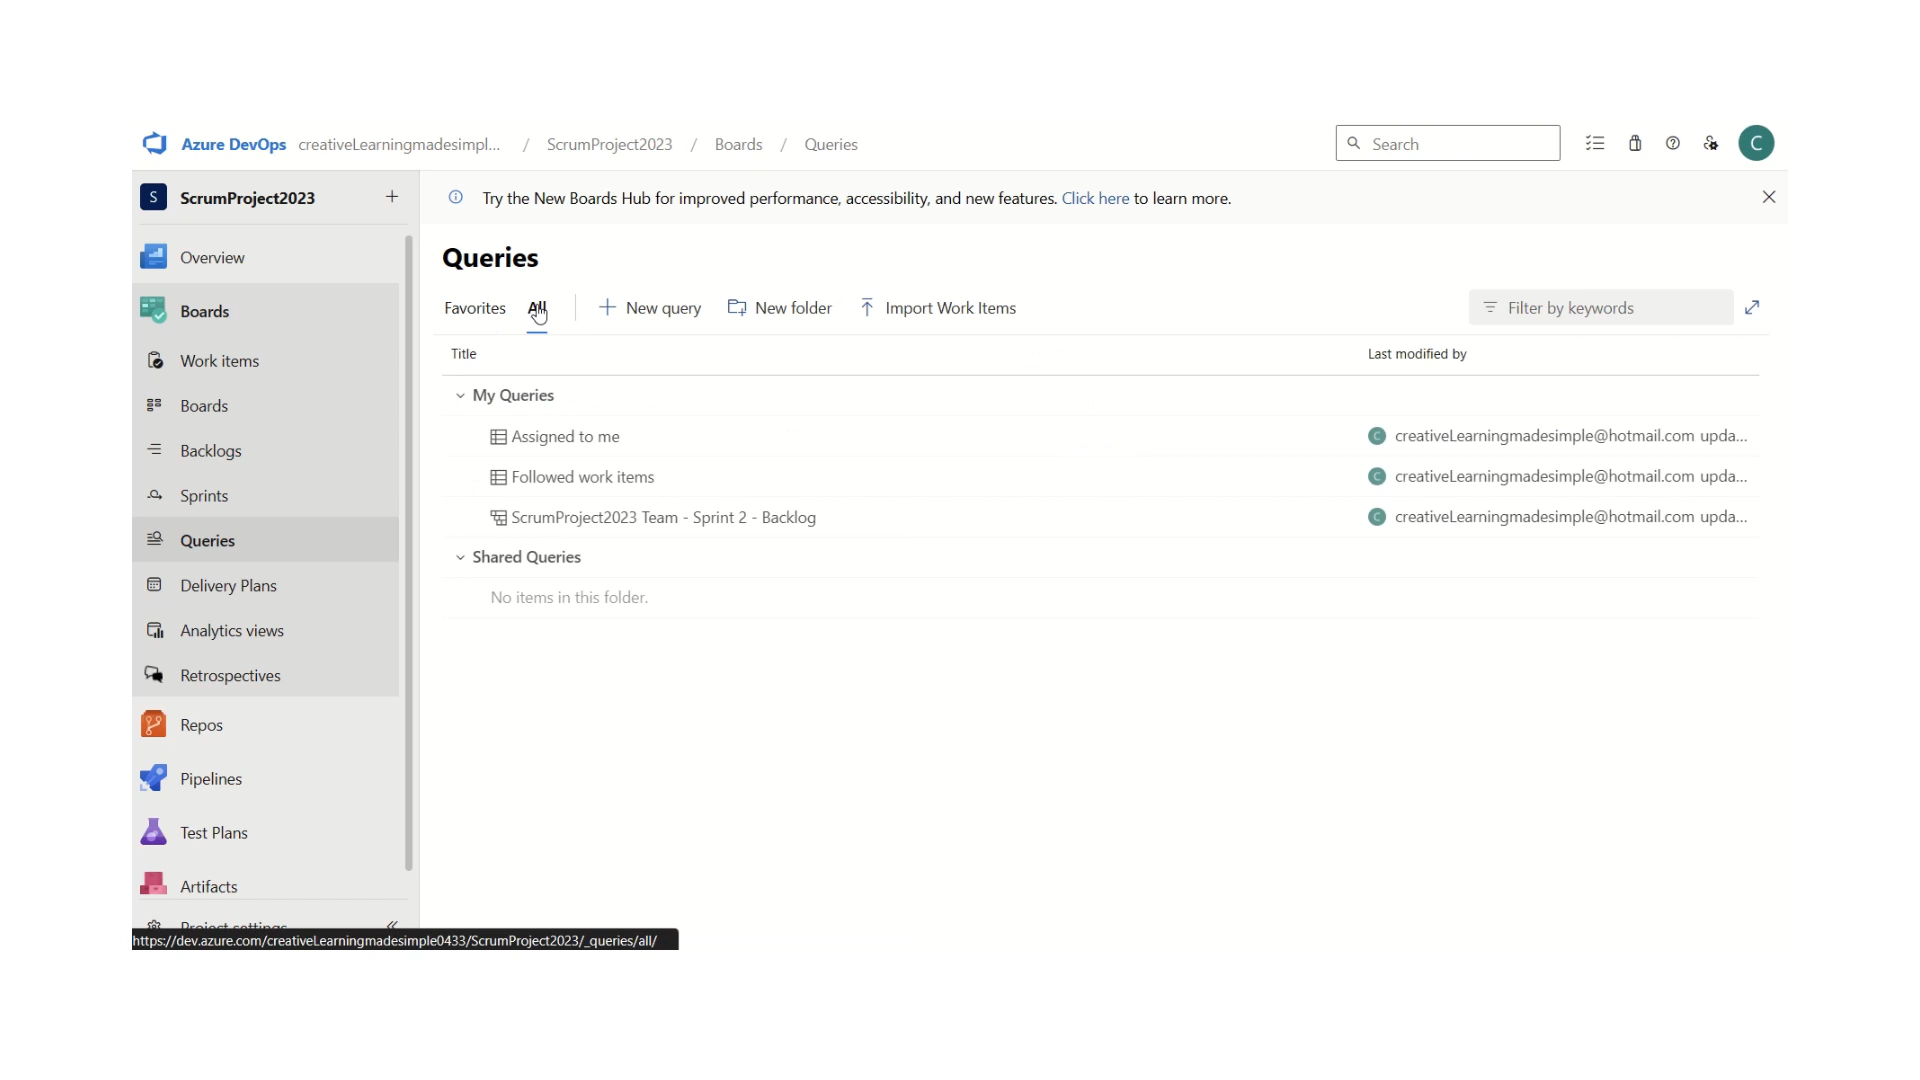 Azure DevOps creativeLearningmadesimpl... / ScrumProject2023 / Boards / Queries
Search
C
S ScrumProject2023
Try the New Boards Hub for improved performance, accessibility, and new features. Click here to learn more.
Overview
Boards
Work items
Boards
Backlogs
Sprints
Queries
Delivery Plans
Analytics views
Retrospectives
Repos
Pipelines
Test Plans
Artifacts
Project settings
https://dev.azure.com/creativeLearningmadesimple0433/ScrumProject2023/_queries/all/
Queries
Favorites All New query New folder Import Work Items Filter by keywords
Title Last modified by
My Queries
Assigned to me C creativeLearningmadesimple@hotmail.com upda...
Followed work items C creativeLearningmadesimple@hotmail.com upda...
ScrumProject2023 Team - Sprint 2 - Backlog C creativeLearningmadesimple@hotmail.com upda...
Shared Queries
No items in this folder.